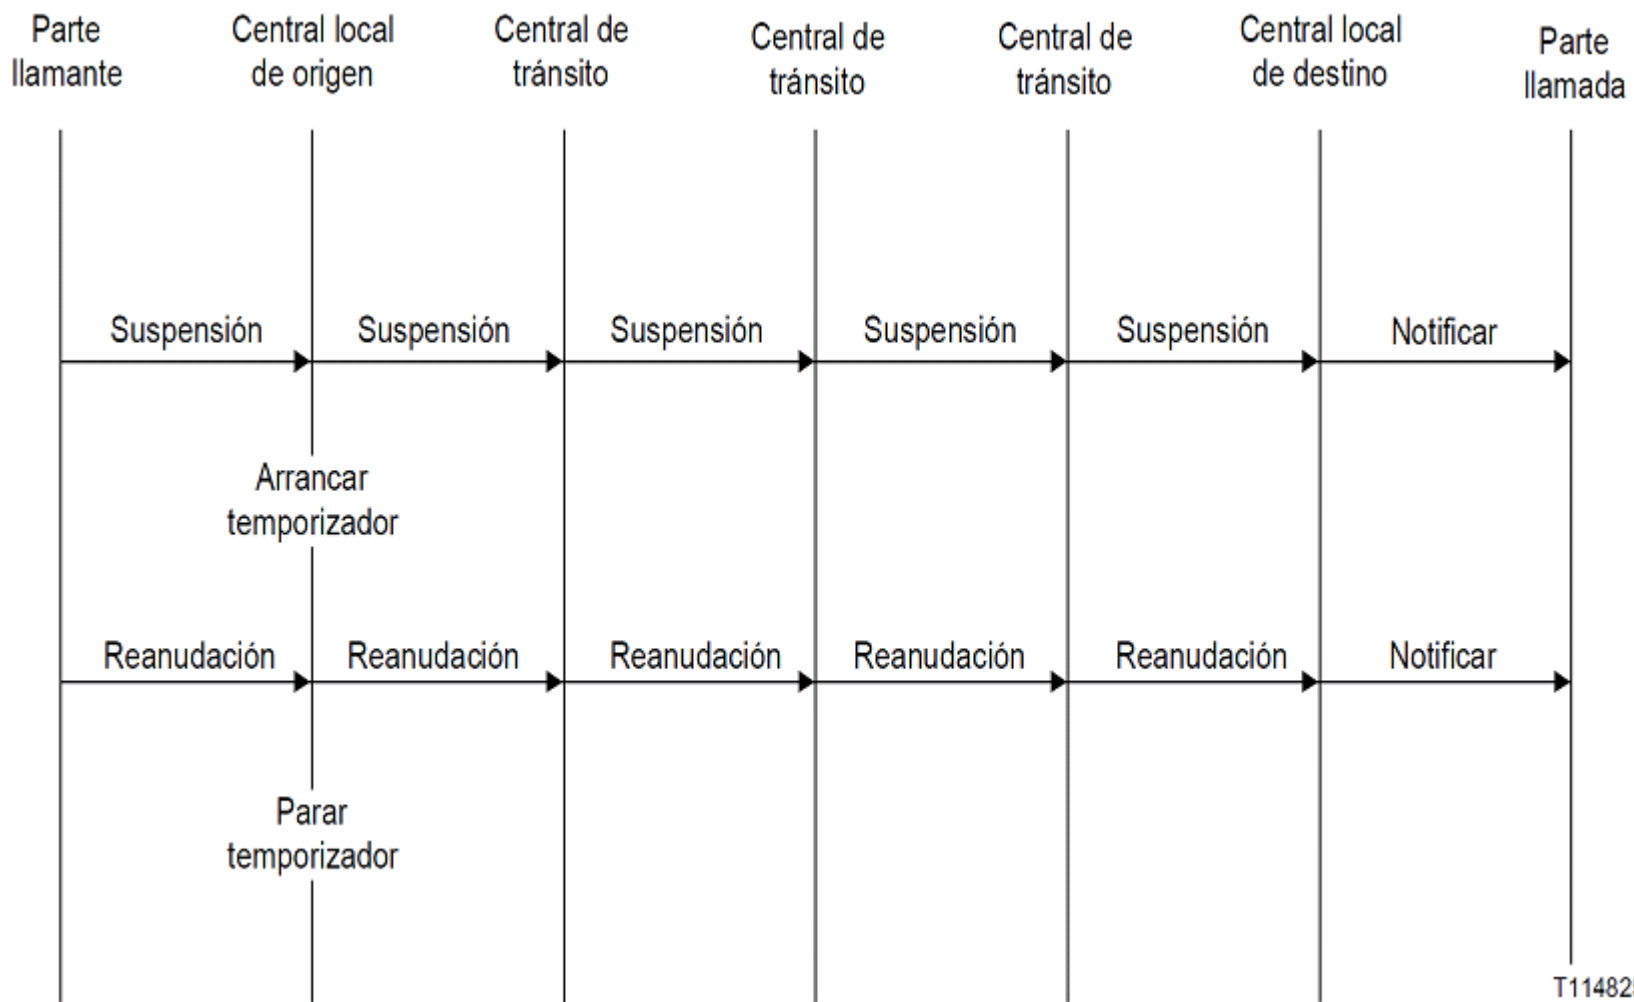 Parte
llamante
Central local
de origen
Central de
tránsito
Central de
tránsito
Central de
tránsito
Central local
de destino
Parte
llamada
Suspensión
Suspensión
Suspensión
Suspensión
Suspensión
Notificar
Arrancar
temporizador
Reanudación
Reanudación
Reanudación
Reanudación
Reanudación
Notificar
Parar
temporizador